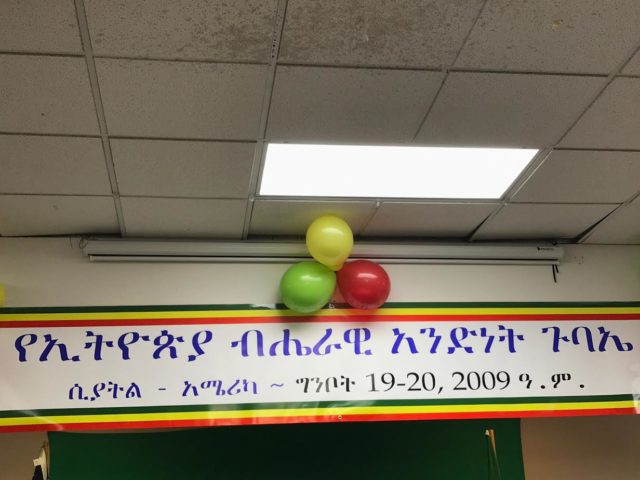 የኢትዮጵያ ብሔራዊ አንድነት ጉባኤ
ሲያትል - አሜሪካ ~ ግንቦት 19-20, 2009 ዓ.ም.